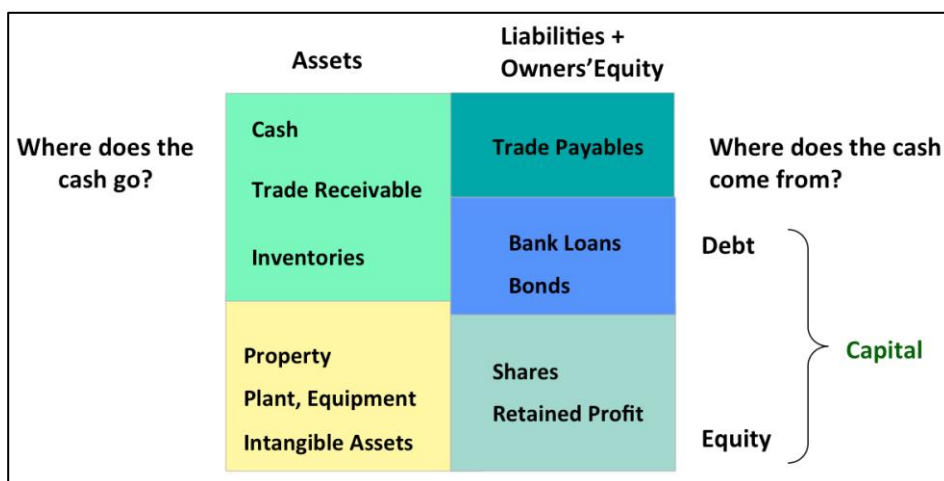 Assets
Liabilities +
Owners’Equity
Where does the
cash go?
Cash
Trade Receivable
Inventories
Property
Plant, Equipment
Intangible Assets
Trade Payables
Bank Loans
Bonds
Shares
Retained Profit
Where does the cash
come from?
Debt
Equity
Capital